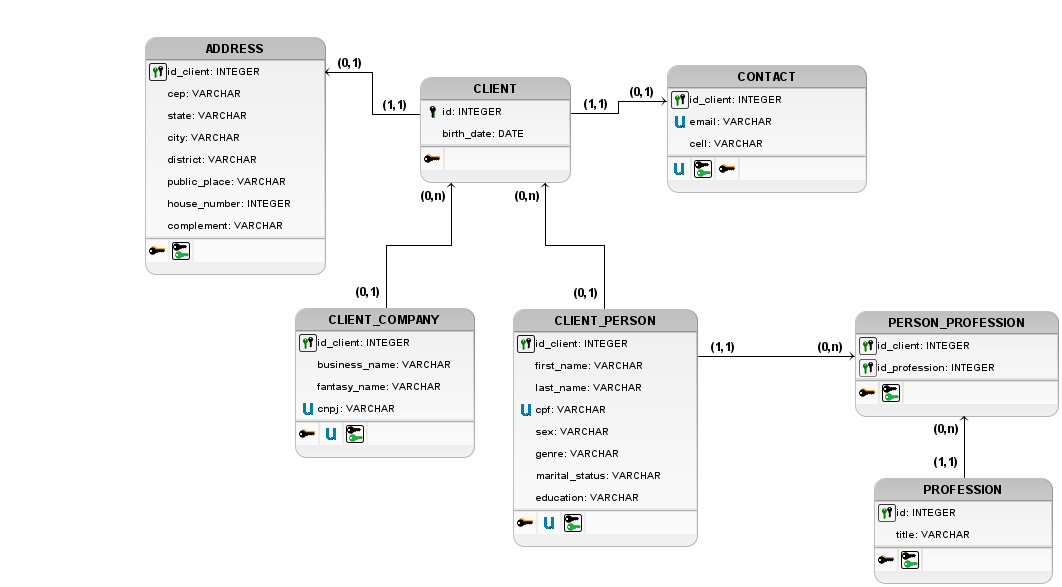 ADDRESS
id_client: INTEGER
cep: VARCHAR
state: VARCHAR
city: VARCHAR
district: VARCHAR
public_place: VARCHAR
house_number: INTEGER
complement: VARCHAR
(0,1)
(1,1)
CLIENT
id: INTEGER
birth_date: DATE
(1,1)
(0,1)
CONTACT
id_client: INTEGER
U email: VARCHAR
cell: VARCHAR
U
(0,n)
(0,n)
(0,1)
(0,1)
CLIENT_COMPANY
id_client: INTEGER
business_name: VARCHAR
fantasy_name: VARCHAR
U cnpj: VARCHAR
U
CLIENT_PERSON
id_client: INTEGER
first_name: VARCHAR
last_name: VARCHAR
U cpf: VARCHAR
sex: VARCHAR
genre: VARCHAR
marital_status: VARCHAR
education: VARCHAR
U
(1,1)
(0,n)
PERSON_PROFESSION
id_client: INTEGER
id_profession: INTEGER
(0,n)
(1,1)
PROFESSION
id: INTEGER
title: VARCHAR